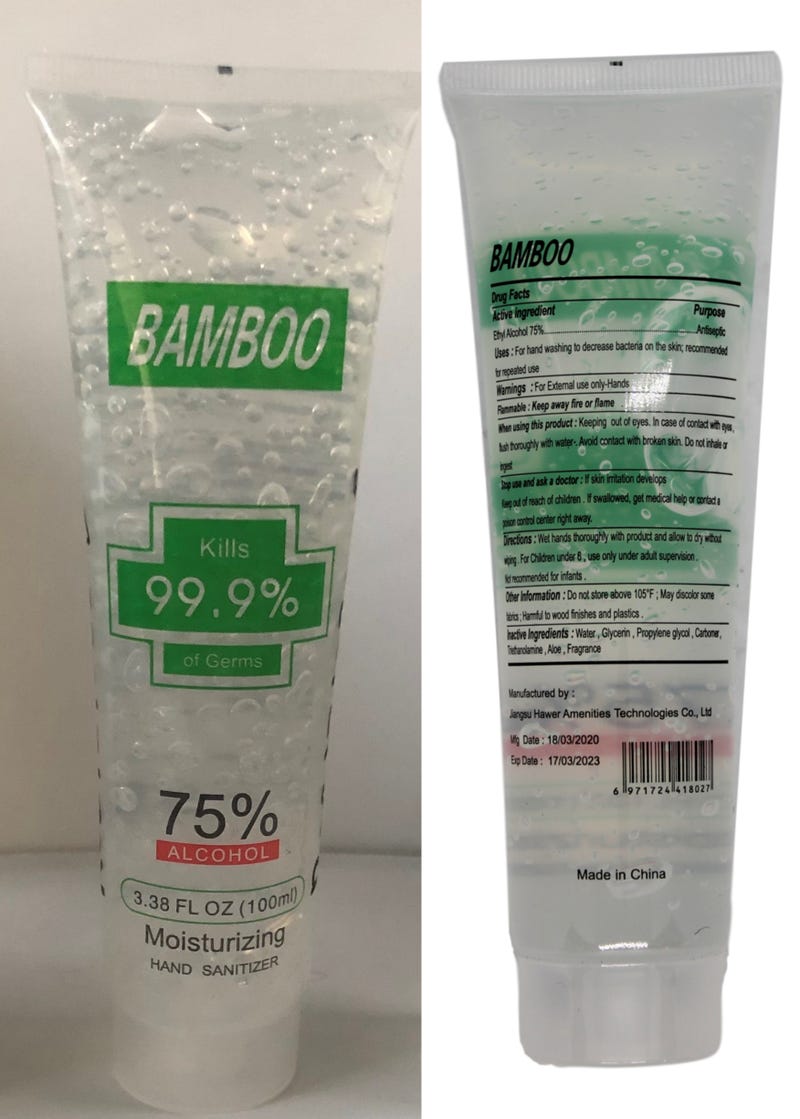 BAMBOO
Kills
99.9%
of Germs
75%
ALCOHOL
3.38 FL OZ (100ml)
Moisturizing
HAND SANITIZER
BAMBOO
Drug Facts
Active Ingredient Purpose
Ethyl Alcohol 75% Antiseptic
Uses : For hand washing to decrease bacteria on the skin; recommended
for repeated use
Warnings : For External use only-Hands
Flammable : Keep away fire or flame
When using this product : Keeping out of eyes. In case of contact with eyes,
flush thoroughly with water-. Avoid contact with broken skin. Do not inhale or
ingest
Stop use and ask a doctor : If skin irritation develops
Keep out of reach of children . If swallowed, get medical help or contact a
poison control center right away.
Directions : Wet hands thoroughly with product and allow to dry without
wiping . For Children under 6 , use only under adult supervision .
Not recommended for infants .
Other Information : Do not store above 105°F ; May discolor some
fabrics ; Harmful to wood finishes and plastics .
Inactive Ingredients : Water , Glycerin , Propylene glycol , Carbomer,
Triethanolamine , Aloe , Fragrance
Manufactured by :
Jiangsu Hawer Amenities Technologies Co., Ltd
Mfg Date : 18/03/2020
Exp Date : 17/03/2023
6 971724 418027
Made in China